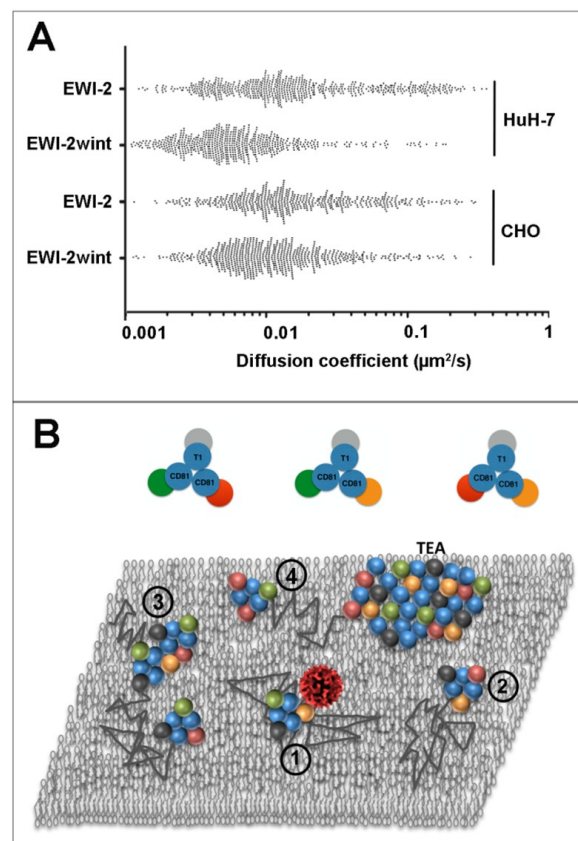 A
EWI-2
EWI-2wint
HuH-7
EWI-2
EWI-2wint
CHO
0.001 0.01 0.1 1
Diffusion coefficient (µm²/s)
B
T1 T1 T1
CD81 CD81 CD81 CD81 CD81 CD81
TEA
4
3
2
1